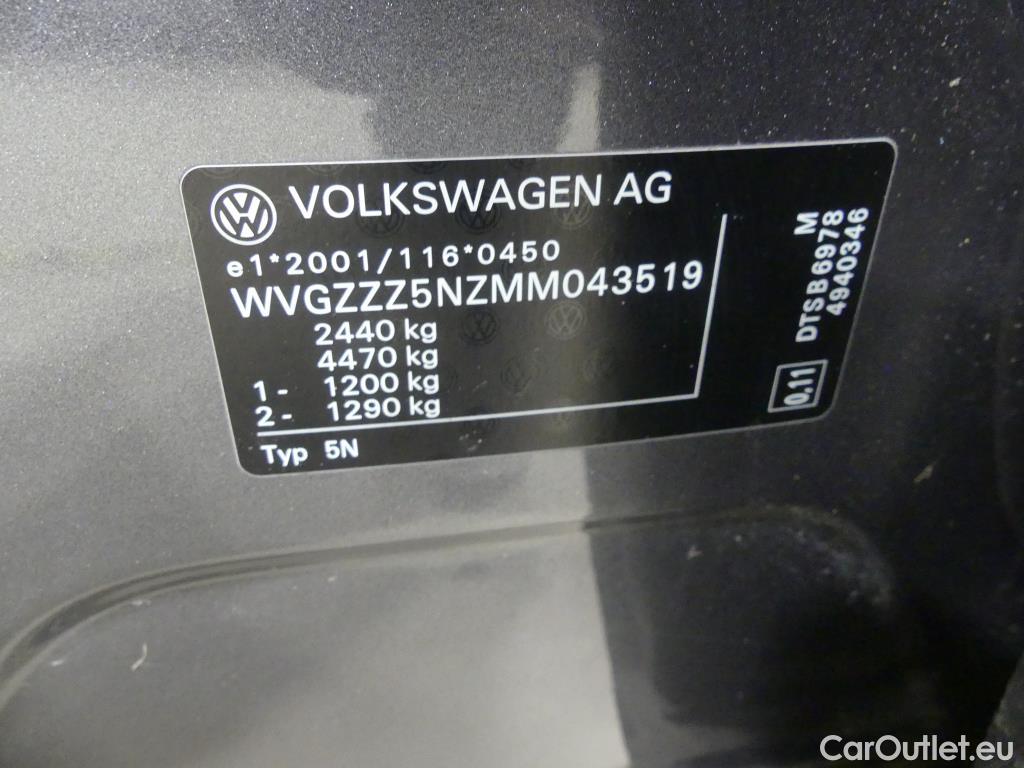 VOLKSWAGEN AG
e1*2001/116*0450
WVGZZZ5NZMM043519
2440 kg
4470 kg
1- 1200 kg
2- 1290 kg
Typ 5N
M
DTSB6978
4940346
0,11
CarOutlet.eu